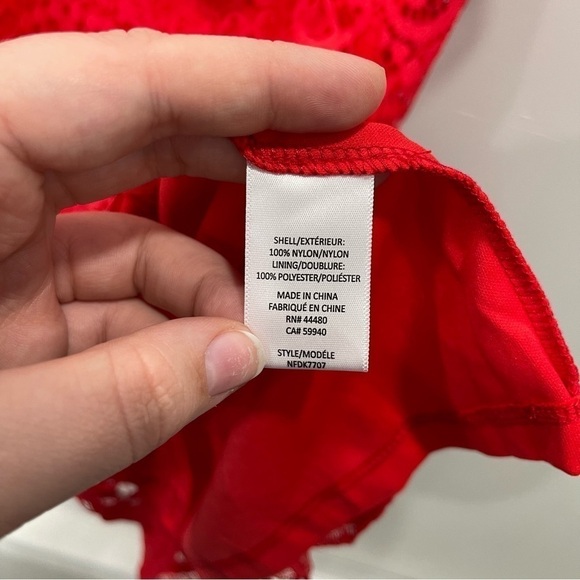 SHELL/EXTÉRIEUR:
100% NYLON/NYLON
LINING/DOUBLURE:
100% POLYESTER/POLIÉSTER
MADE IN CHINA
FABRIQUÉ EN CHINE
RN# 44480
CA# 59940
STYLE/MODÉLE
NFDK7707